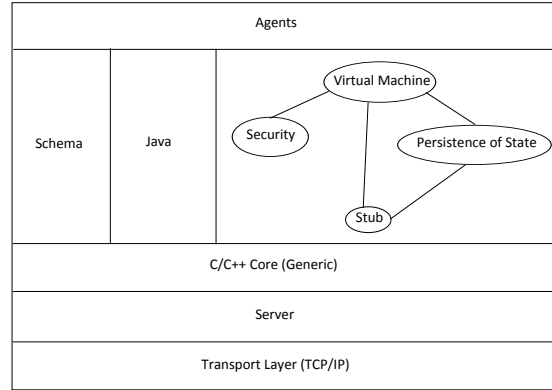 Agents
Schema
Java
Virtual Machine
Security
Persistence of State
Stub
C/C++ Core (Generic)
Server
Transport Layer (TCP/IP)